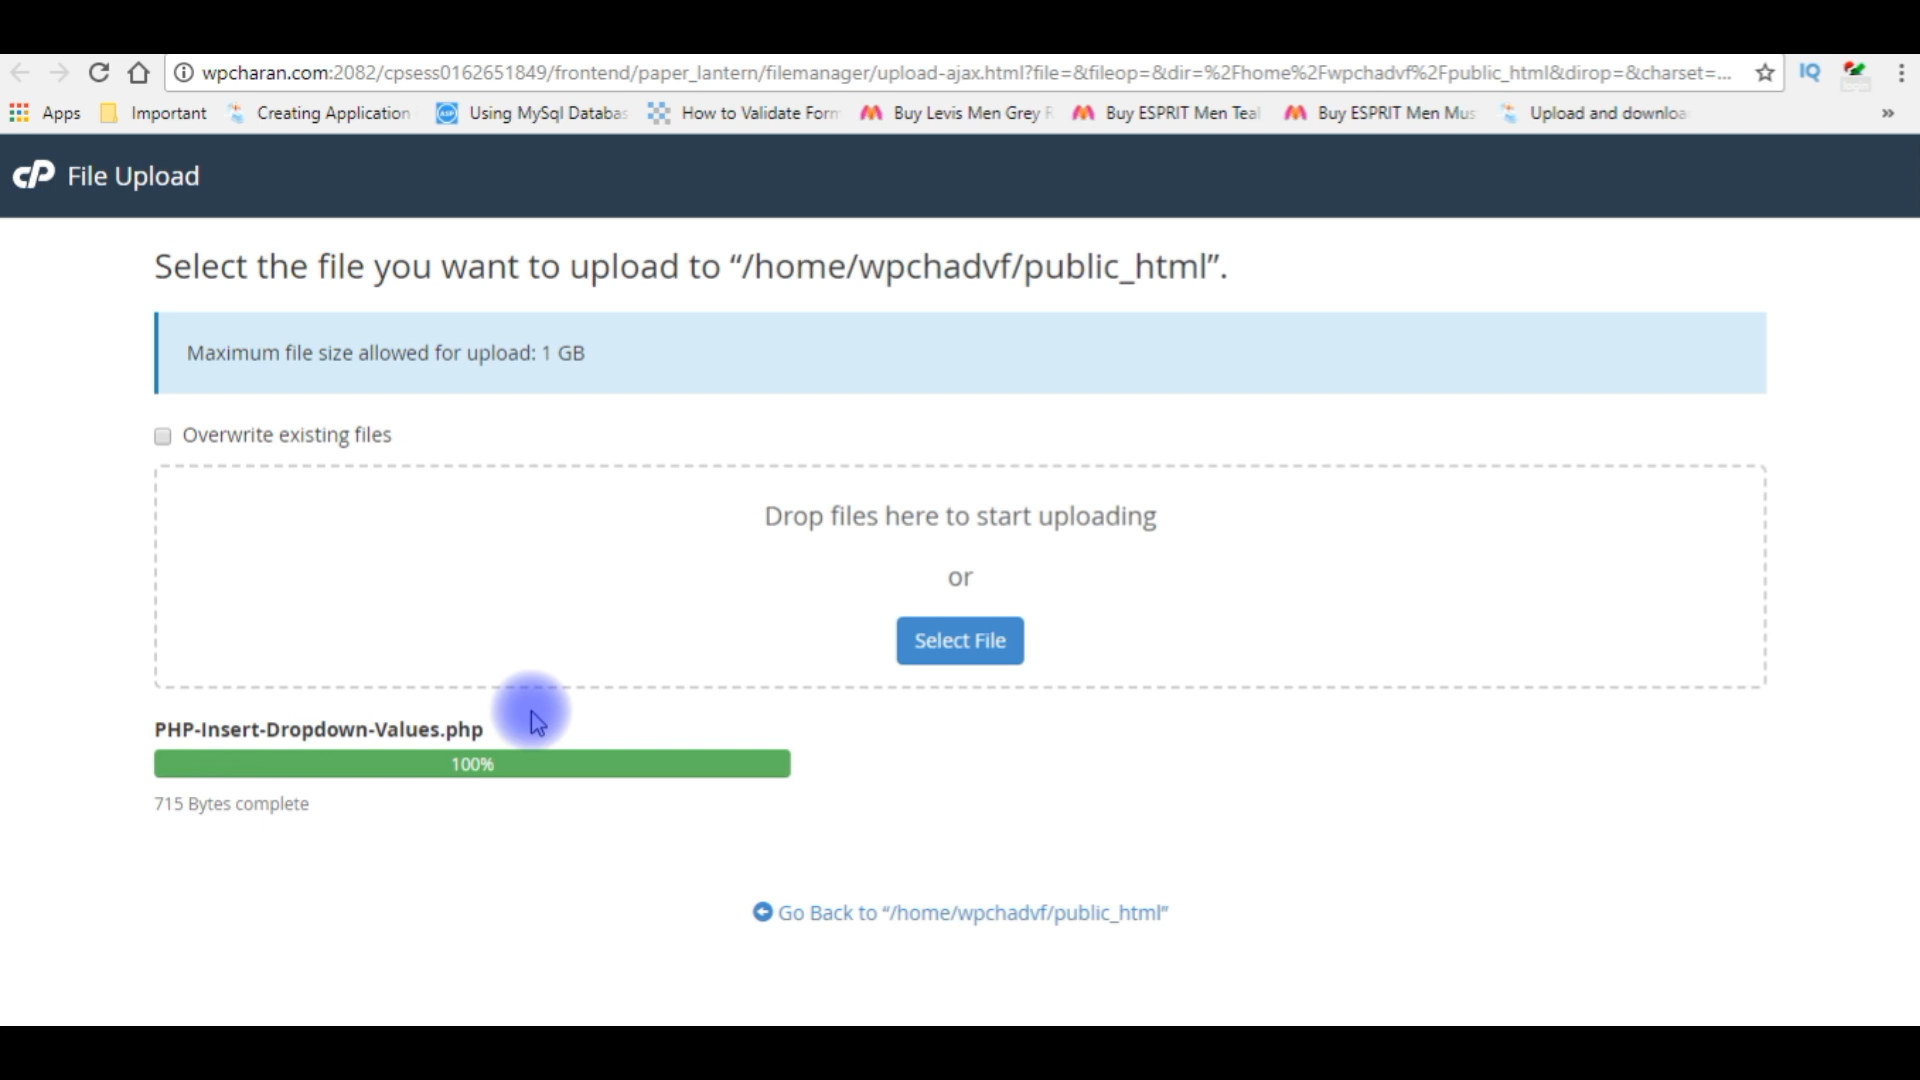 wpcharan.com:2082/cpsess0162651849/frontend/paper_lantern/filemanager/upload-ajax.html?file=&fileop=&dir=%2Fhome%2Fwpchadvf%2Fpublic_html&dirop=&charset=... IQ
Apps Important Creating Application Using MySql Databas How to Validate Form Buy Levis Men Grey Buy ESPRIT Men Teal Buy ESPRIT Men Mus Upload and downloa »
cP File Upload
Select the file you want to upload to “/home/wpchadvf/public_html”.
Maximum file size allowed for upload: 1 GB
Overwrite existing files
Drop files here to start uploading
or
Select File
PHP-Insert-Dropdown-Values.php
100%
715 Bytes complete
Go Back to “/home/wpchadvf/public_html”